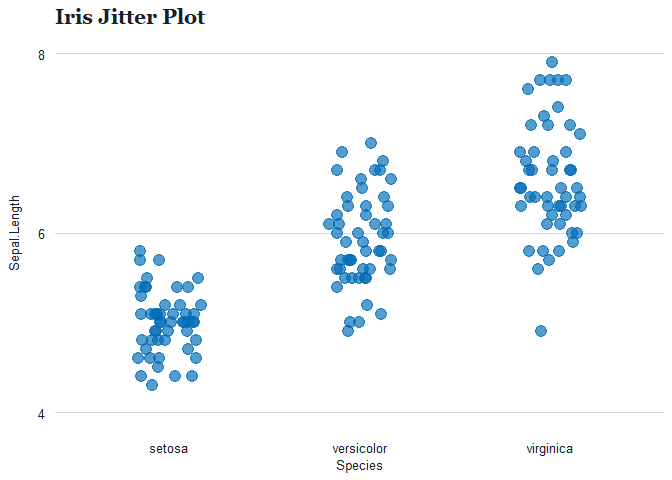 Iris Jitter Plot
8
6
4
Sepal.Length
setosa versicolor virginica
Species